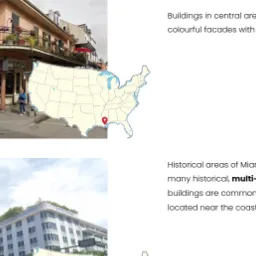 Buildings in central are
colourful facades with
Historical areas of Mia
many historical, multi-
buildings are common
located near the coast